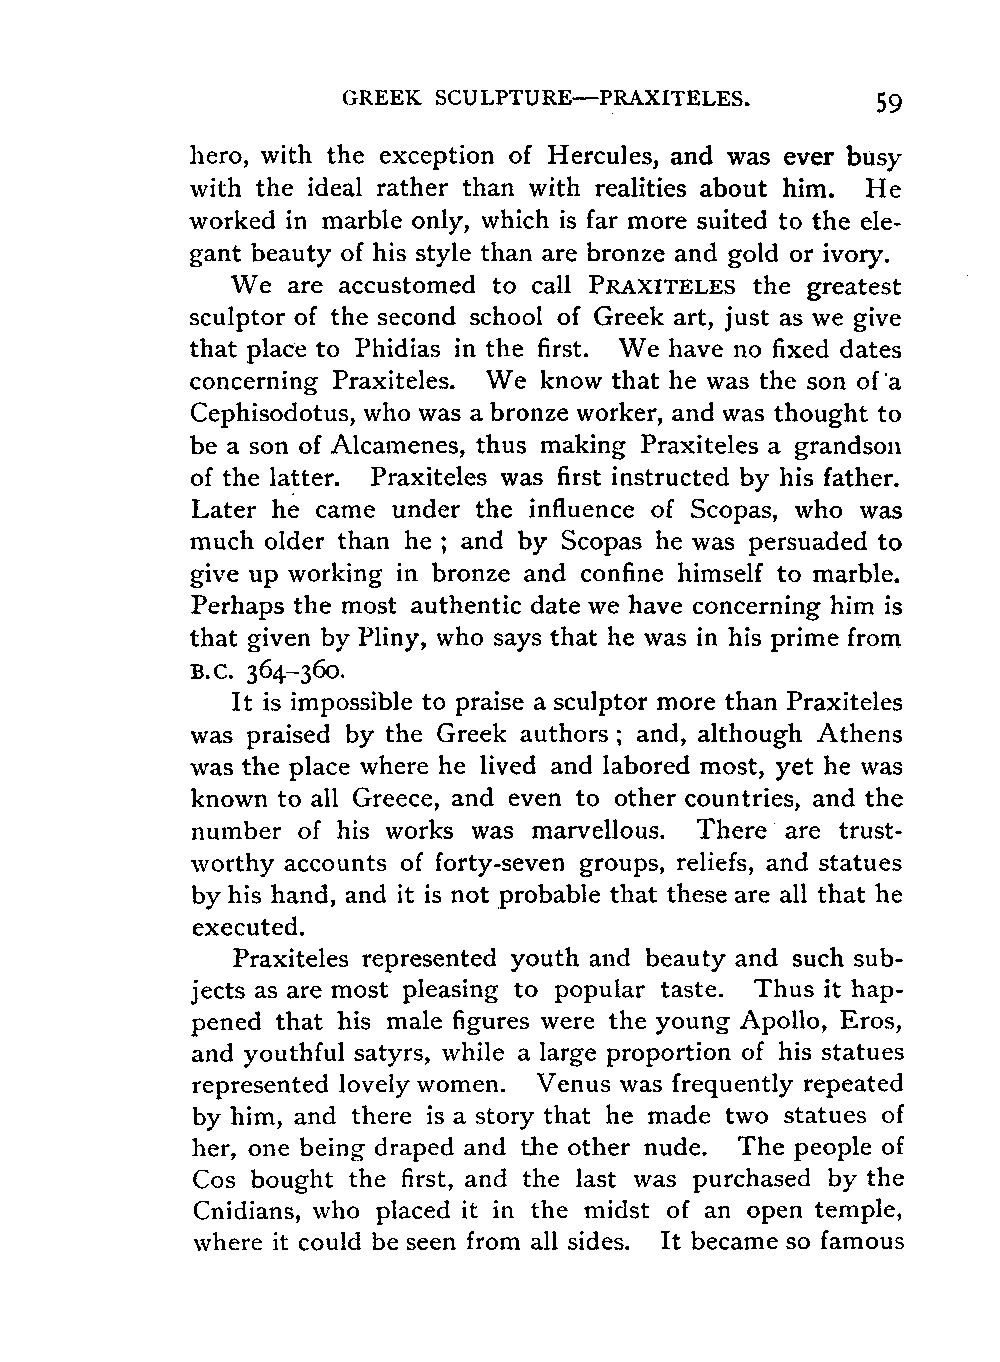 GREEK SCULPTURE—PRAXITELES. 59
hero, with the exception of Hercules, and was ever busy
with the ideal rather than with realities about him. He
worked in marble only, which is far more suited to the ele-
gant beauty of his style than are bronze and gold or ivory.
We are accustomed to call PRAXITELES the greatest
sculptor of the second school of Greek art, just as we give
that place to Phidias in the first. We have no fixed dates
concerning Praxiteles. We know that he was the son of a
Cephisodotus, who was a bronze worker, and was thought to
be a son of Alcamenes, thus making Praxiteles a grandson
of the latter. Praxiteles was first instructed by his father.
Later he came under the influence of Scopas, who was
much older than he ; and by Scopas he was persuaded to
give up working in bronze and confine himself to marble.
Perhaps the most authentic date we have concerning him is
that given by Pliny, who says that he was in his prime from
B.C. 364–360.
It is impossible to praise a sculptor more than Praxiteles
was praised by the Greek authors ; and, although Athens
was the place where he lived and labored most, yet he was
known to all Greece, and even to other countries, and the
number of his works was marvellous. There are trust-
worthy accounts of forty-seven groups, reliefs, and statues
by his hand, and it is not probable that these are all that he
executed.
Praxiteles represented youth and beauty and such sub-
jects as are most pleasing to popular taste. Thus it hap-
pened that his male figures were the young Apollo, Eros,
and youthful satyrs, while a large proportion of his statues
represented lovely women. Venus was frequently repeated
by him, and there is a story that he made two statues of
her, one being draped and the other nude. The people of
Cos bought the first, and the last was purchased by the
Cnidians, who placed it in the midst of an open temple,
where it could be seen from all sides. It became so famous